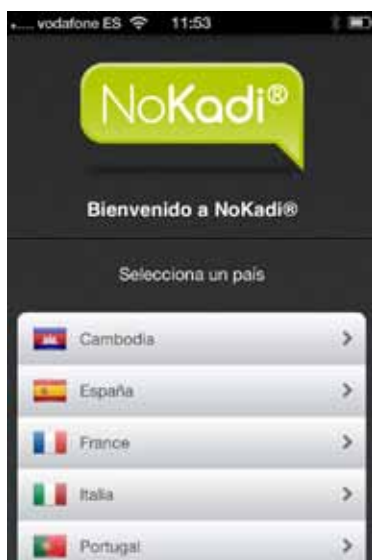 vodafone ES 11:53
NoKadi®
Bienvenido a NoKadi®
Selecciona un país
Cambodia
España
France
Italia
Portugal